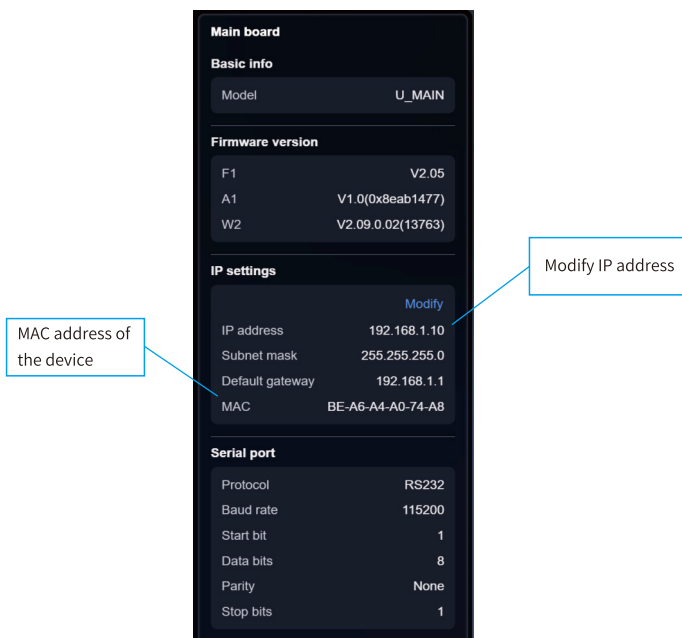 Main board
Basic info
Model U_MAIN
Firmware version
F1 V2.05
A1 V1.0(0x8eab1477)
W2 V2.09.0.02(13763)
IP settings
Modify
IP address 192.168.1.10
Subnet mask 255.255.255.0
Default gateway 192.168.1.1
MAC BE-A6-A4-A0-74-A8
Serial port
Protocol RS232
Baud rate 115200
Start bit 1
Data bits 8
Parity None
Stop bits 1
Modify IP address
MAC address of
the device